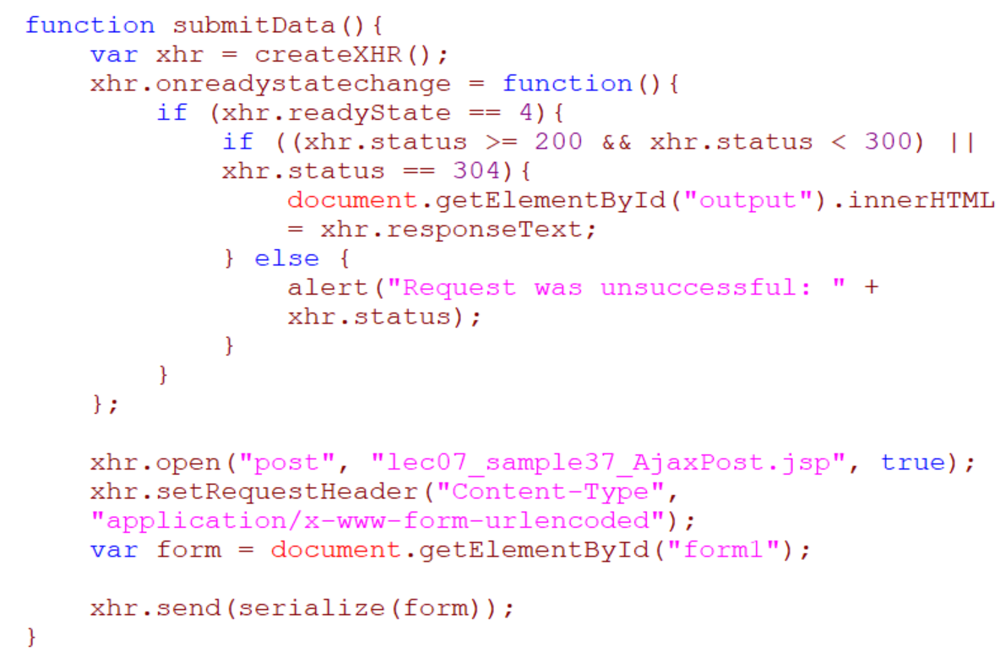 function submitData(){
var xhr = createXHR();
xhr.onreadystatechange = function(){
if (xhr.readyState == 4){
if ((xhr.status >= 200 && xhr.status < 300) ||
xhr.status == 304){
document.getElementById("output").innerHTML
= xhr.responseText;
} else {
alert("Request was unsuccessful: " +
xhr.status);
}
}
};
xhr.open("post", "lec07_sample37_AjaxPost.jsp", true);
xhr.setRequestHeader("Content-Type",
"application/x-www-form-urlencoded");
var form = document.getElementById("form1");
xhr.send(serialize(form));
}